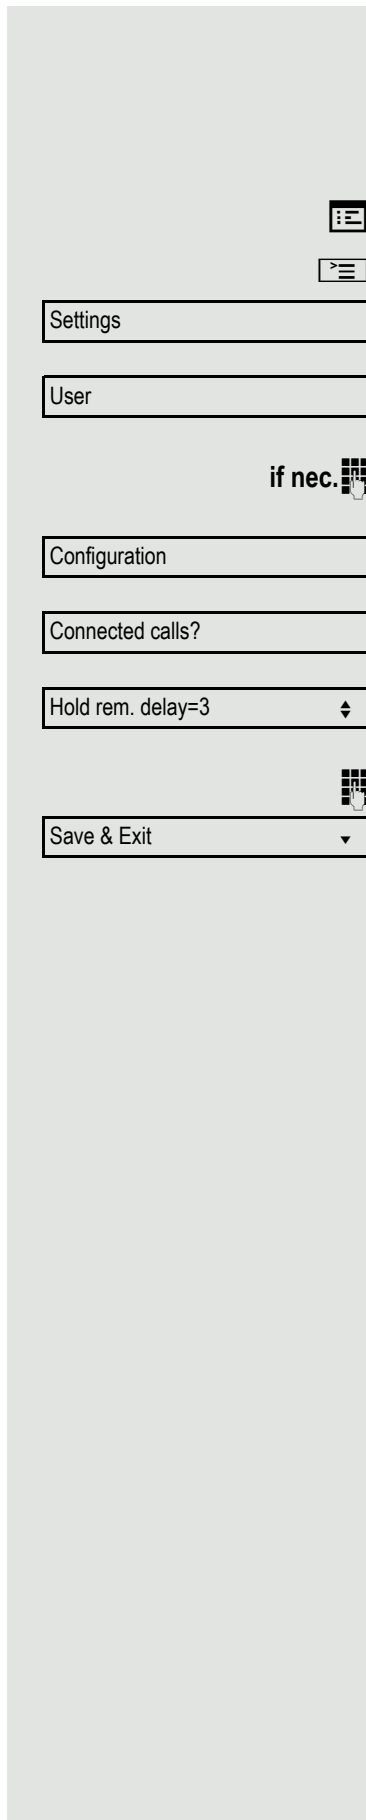 Settings
User
if nec.
Configuration
Connected calls?
Hold rem. delay=3
Save & Exit